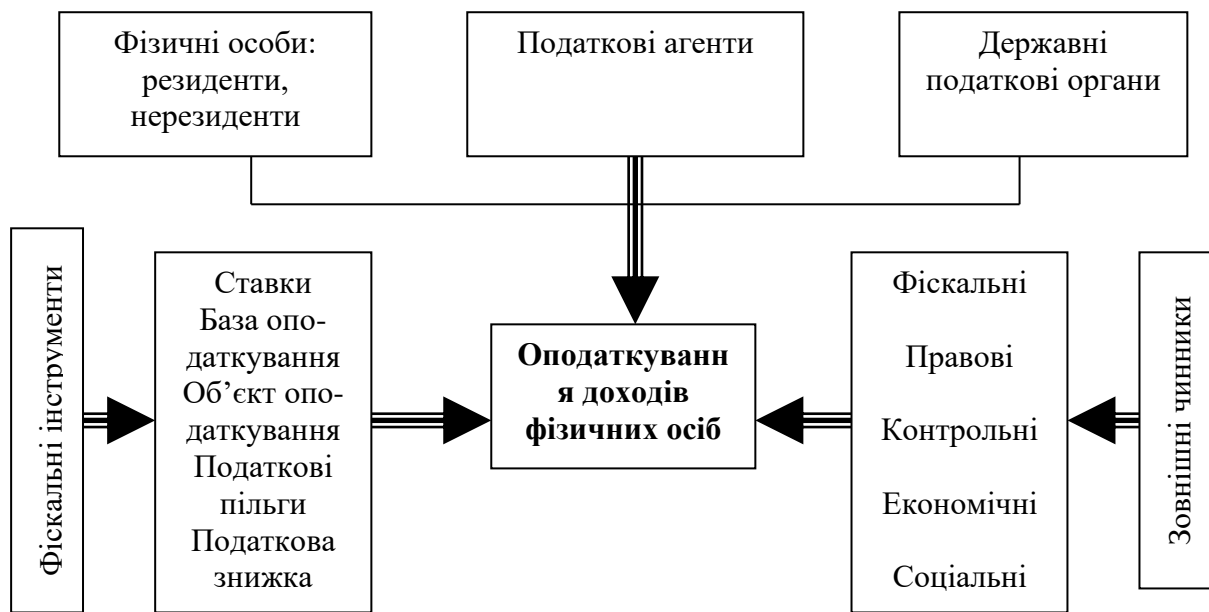 Фізичні особи:
резиденти,
нерезиденти
Податкові агенти
Державні
податкові органи
Фіскальні інструменти
Ставки
База опо-
даткування
Об’єкт опо-
даткування
Податкові
пільги
Податкова
знижка
Оподаткуванн
я доходів
фізичних осіб
Фіскальні
Правові
Контрольні
Економічні
Соціальні
Зовнішні чинники